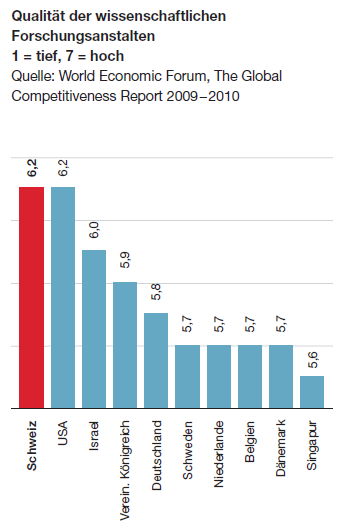 Qualität der wissenschaftlichen
Forschungsanstalten
1 = tief, 7 = hoch
Quelle: World Economic Forum, The Global
Competitiveness Report 2009–2010
6,2
6,2
6,0
5,9
5,8
5,7
5,7
5,7
5,7
5,6
Schweiz
USA
Israel
Verein. Königreich
Deutschland
Schweden
Niederlande
Belgien
Dänemark
Singapur